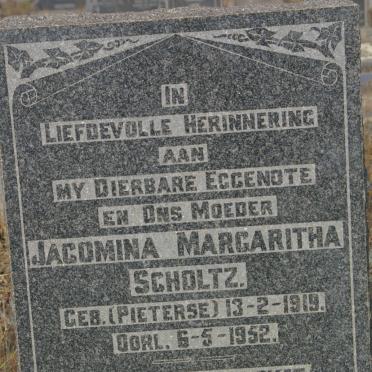 IN
LIEFDEVOLLE HERINNERING
AAN
MY DIERBARE EGGENOTE
EN ONS MOEDER
JACOMINA MARGARITHA
SCHOLTZ.
GEB. (PIETERSE) 13-2-1919.
OORL. 6-5-1952.